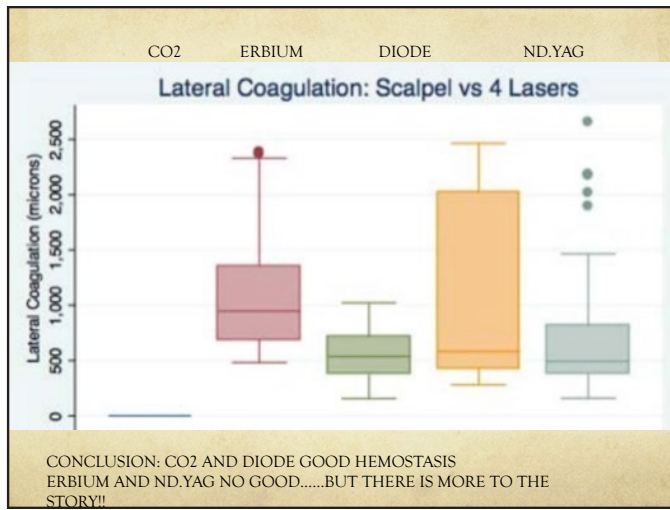 CO2 ERBIUM DIODE ND.YAG
Lateral Coagulation: Scalpel vs 4 Lasers
Lateral Coagulation (microns)
2,500
2,000
1,500
1,000
500
0
CONCLUSION: CO2 AND DIODE GOOD HEMOSTASIS
ERBIUM AND ND.YAG NO GOOD......BUT THERE IS MORE TO THE
STORY!!